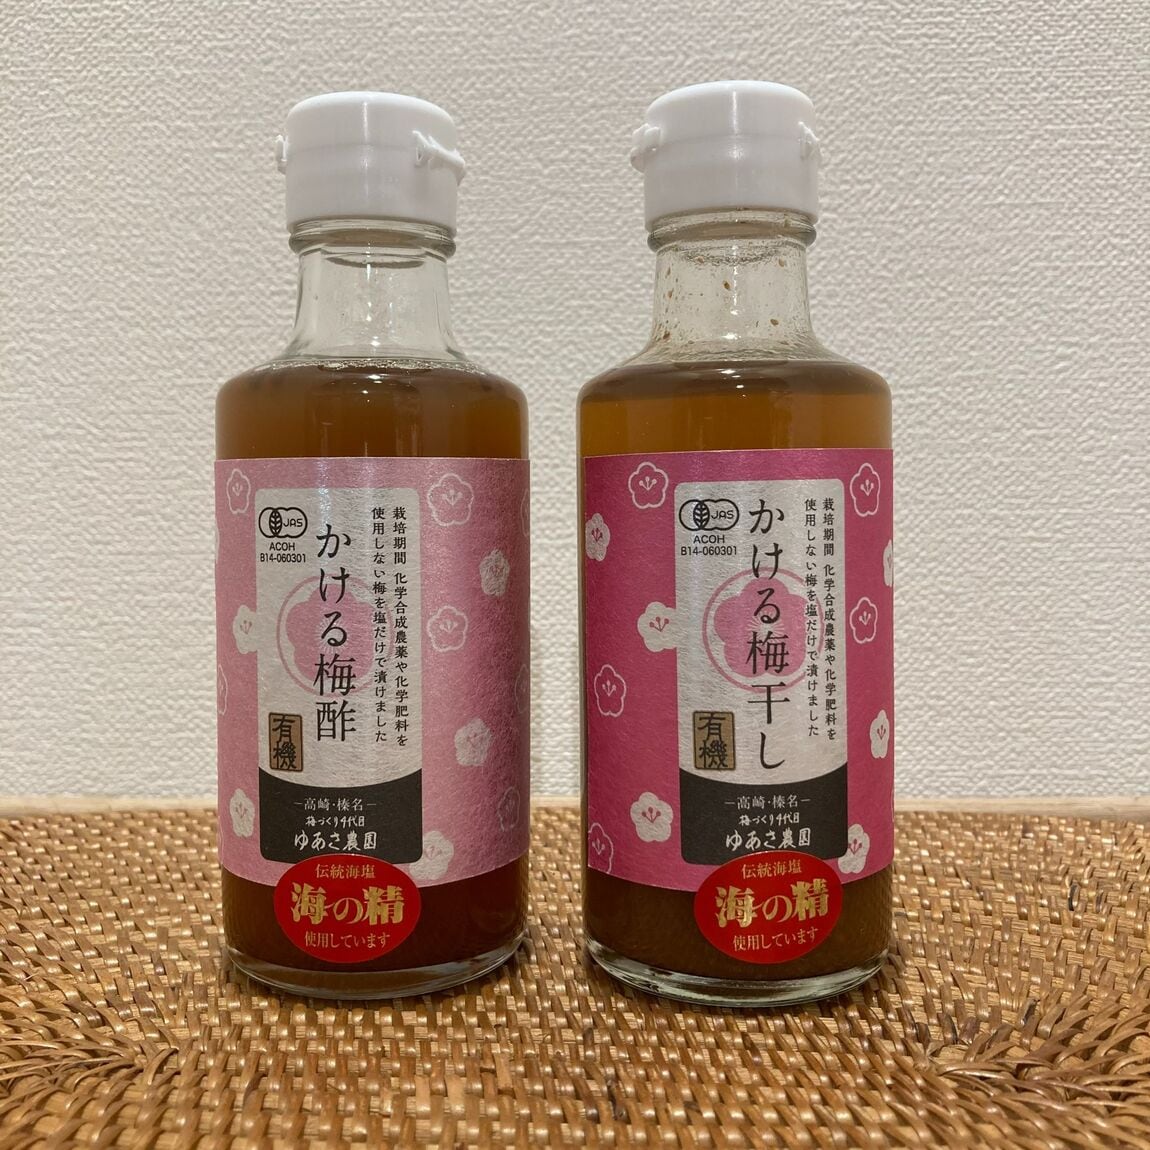 JAS
ACOH
B14-060301
栽培期間 化学合成農薬や化学肥料を
使用しない梅を塩だけで漬けました
かける梅酢
有機
－高崎・榛名－
梅づくり4代目
ゆあさ農園
伝統海塩
海の精
使用しています
JAS
ACOH
B14-060301
栽培期間 化学合成農薬や化学肥料を
使用しない梅を塩だけで漬けました
かける梅干し
有機
－高崎・榛名－
梅づくり4代目
ゆあさ農園
伝統海塩
海の精
使用しています